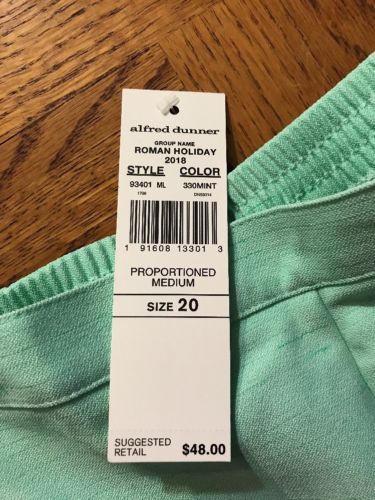 alfred dunner
GROUP NAME
ROMAN HOLIDAY
2018
STYLE COLOR
93401 ML 330MINT
1 91608 13301 3
PROPORTIONED
MEDIUM
SIZE 20
SUGGESTED
RETAIL $48.00